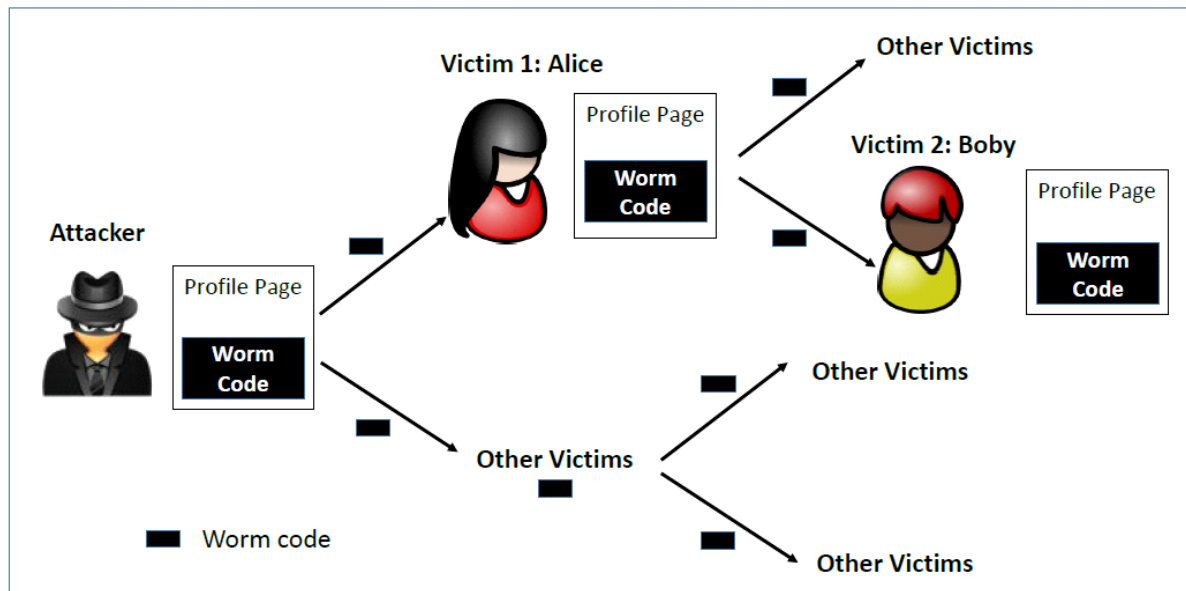 Other Victims
Victim 1: Alice
Profile Page
Worm
Code
Victim 2: Boby
Profile Page
Worm
Code
Attacker
Profile Page
Worm
Code
Other Victims
Other Victims
Worm code
Other Victims